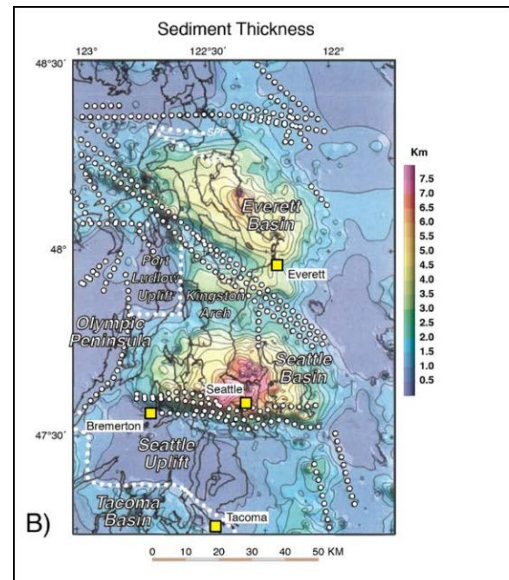 Sediment Thickness
123° 122°30' 122°
48°30'
SPF
Km
7.5
7.0
6.5
6.0
5.5
5.0
4.5
4.0
3.5
3.0
2.5
2.0
1.5
1.0
0.5
Everett
Basin
48°
Everett
Port
Ludlow
Uplift
Kingston
Arch
Olympic
Peninsula
Seattle
Basin
Seattle
Bremerton
47°30'
Seattle
Uplift
Tacoma
Basin
Tacoma
B)
0 10 20 30 40 50 KM